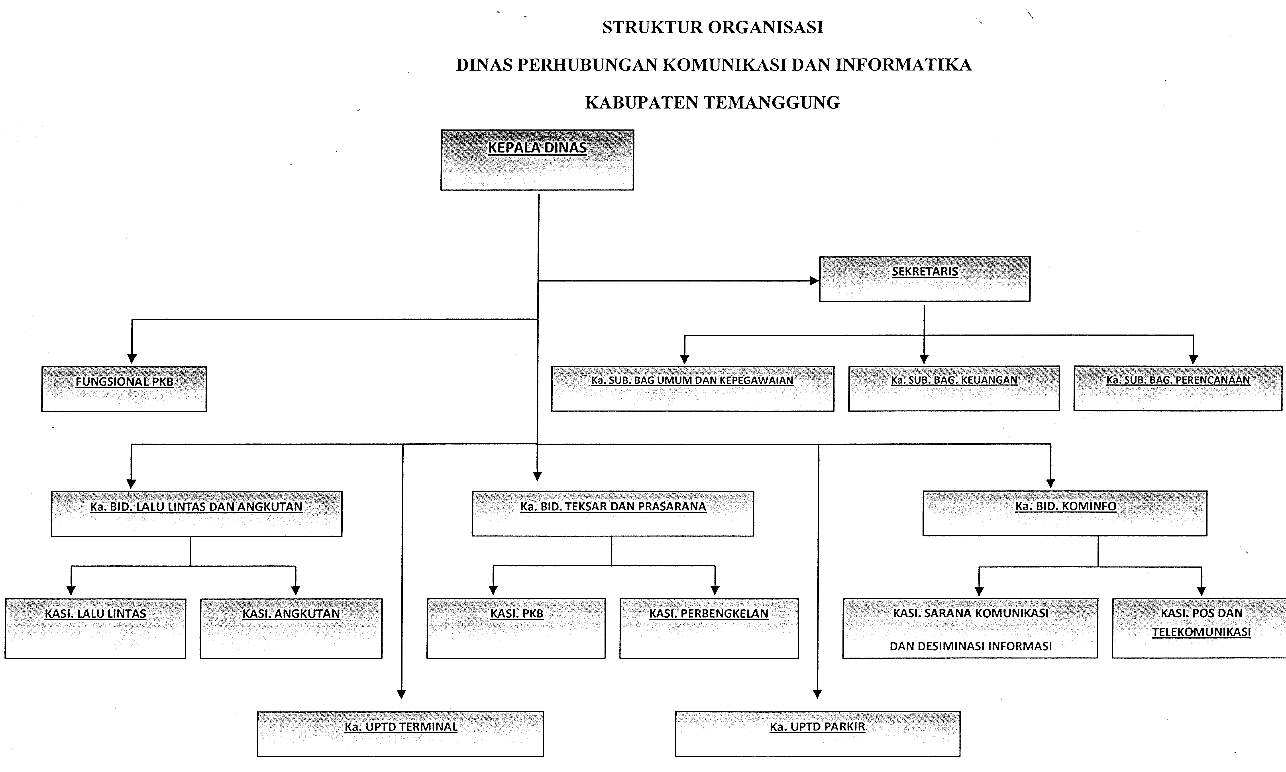 STRUKTUR ORGANISASI
DINAS PERHUBUNGAN KOMUNIKASI DAN INFORMATIKA
KABUPATEN TEMANGGUNG
KEPALA DINAS
SEKRETARIS
FUNGSIONAL PKB
Ka. SUB. BAG UMUM DAN KEPEGAWAIAN
Ka. SUB. BAG. KEUANGAN
Ka. SUB. BAG. PERENCANAAN
Ka. BID. LALU LINTAS DAN ANGKUTAN
Ka. BID. TEKSAR DAN PRASARANA
Ka. BID. KOMINFO
KASI. LALU LINTAS
KASI. ANGKUTAN
KASI. PKB
KASI. PERBENGKELAN
KASI. SARANA KOMUNIKASI
DAN DESIMINASI INFORMASI
KASI. POS DAN
TELEKOMUNIKASI
Ka. UPTD TERMINAL
Ka. UPTD PARKIR